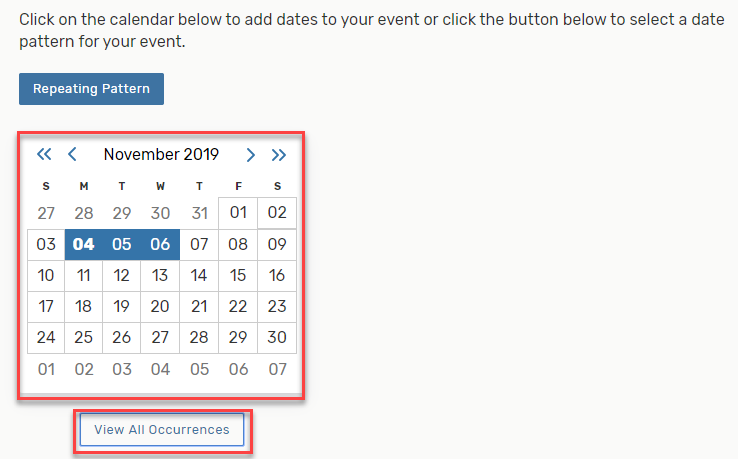 Click on the calendar below to add dates to your event or click the button below to select a date
pattern for your event.
Repeating Pattern
November 2019
S M T W T F S
27 28 29 30 31 01 02
03 04 05 06 07 08 09
10 11 12 13 14 15 16
17 18 19 20 21 22 23
24 25 26 27 28 29 30
01 02 03 04 05 06 07
View All Occurrences